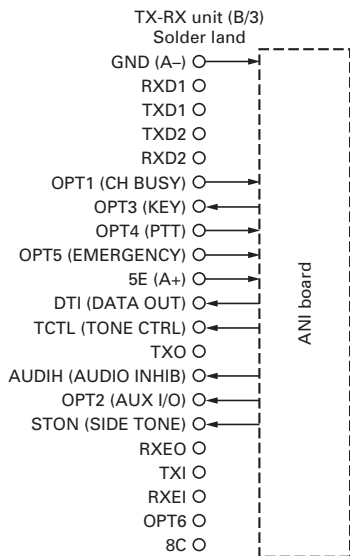 TX-RX unit (B/3)
Solder land
GND (A–)
RXD1
TXD1
TXD2
RXD2
OPT1 (CH BUSY)
OPT3 (KEY)
OPT4 (PTT)
OPT5 (EMERGENCY)
5E (A+)
DTI (DATA OUT)
TCTL (TONE CTRL)
TXO
AUDIH (AUDIO INHIB)
OPT2 (AUX I/O)
STON (SIDE TONE)
RXEO
TXI
RXEI
OPT6
8C
ANI board